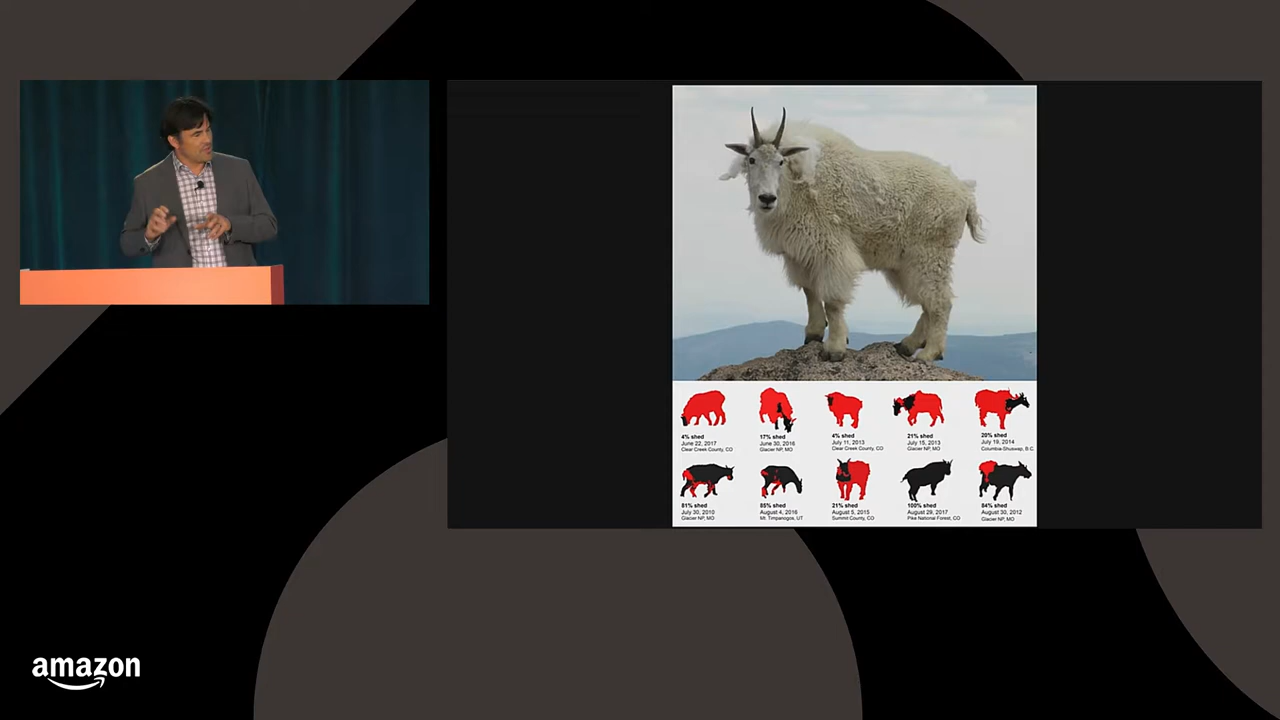 4% shed
June 22, 2017
Clear Creek County, CO
17% shed
June 30, 2016
Glacier NP, MO
4% shed
July 11, 2013
Clear Creek County, CO
21% shed
July 15, 2013
Glacier NP, MO
20% shed
July 19, 2014
Columbia-Shuswap, B.C.
81% shed
July 30, 2010
Glacier NP, MO
85% shed
August 4, 2016
Mt. Timpanogos, UT
21% shed
August 5, 2015
Summit County, CO
100% shed
August 29, 2017
Pike National Forest, CO
84% shed
August 30, 2012
Glacier NP, MO
amazon